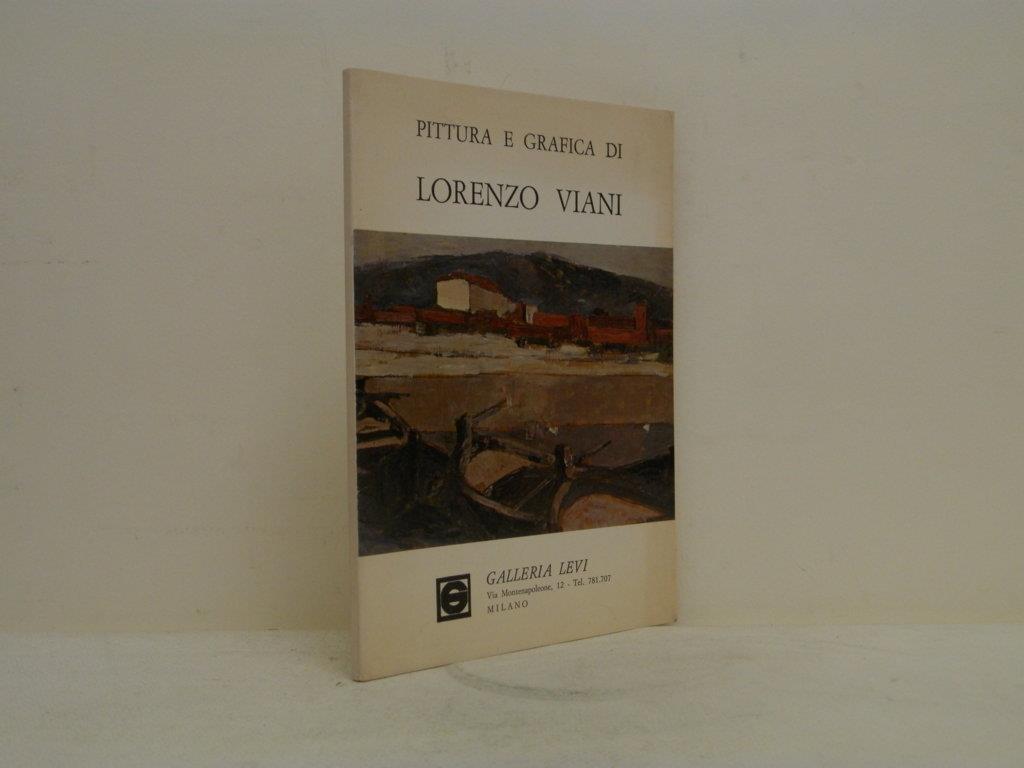 PITTURA E GRAFICA DI
LORENZO VIANI
GALLERIA LEVI
Via Montenapoleone, 12 - Tel. 781.707
MILANO